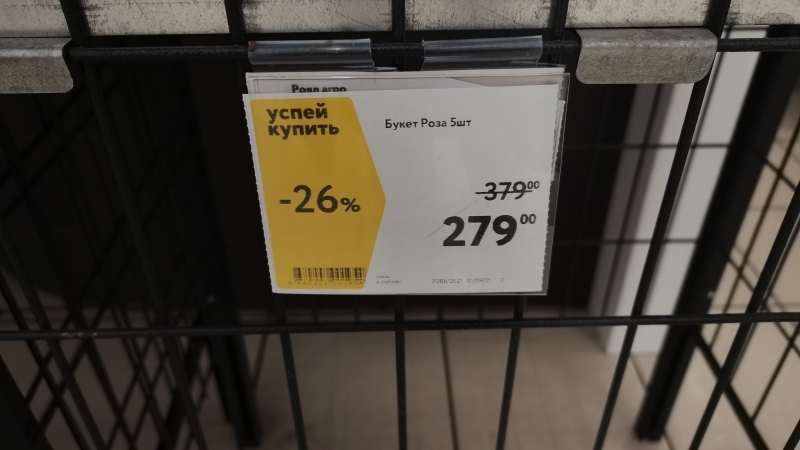 успей
купить
Букет Роза 5шт
-26%
379⁰⁰
279⁰⁰